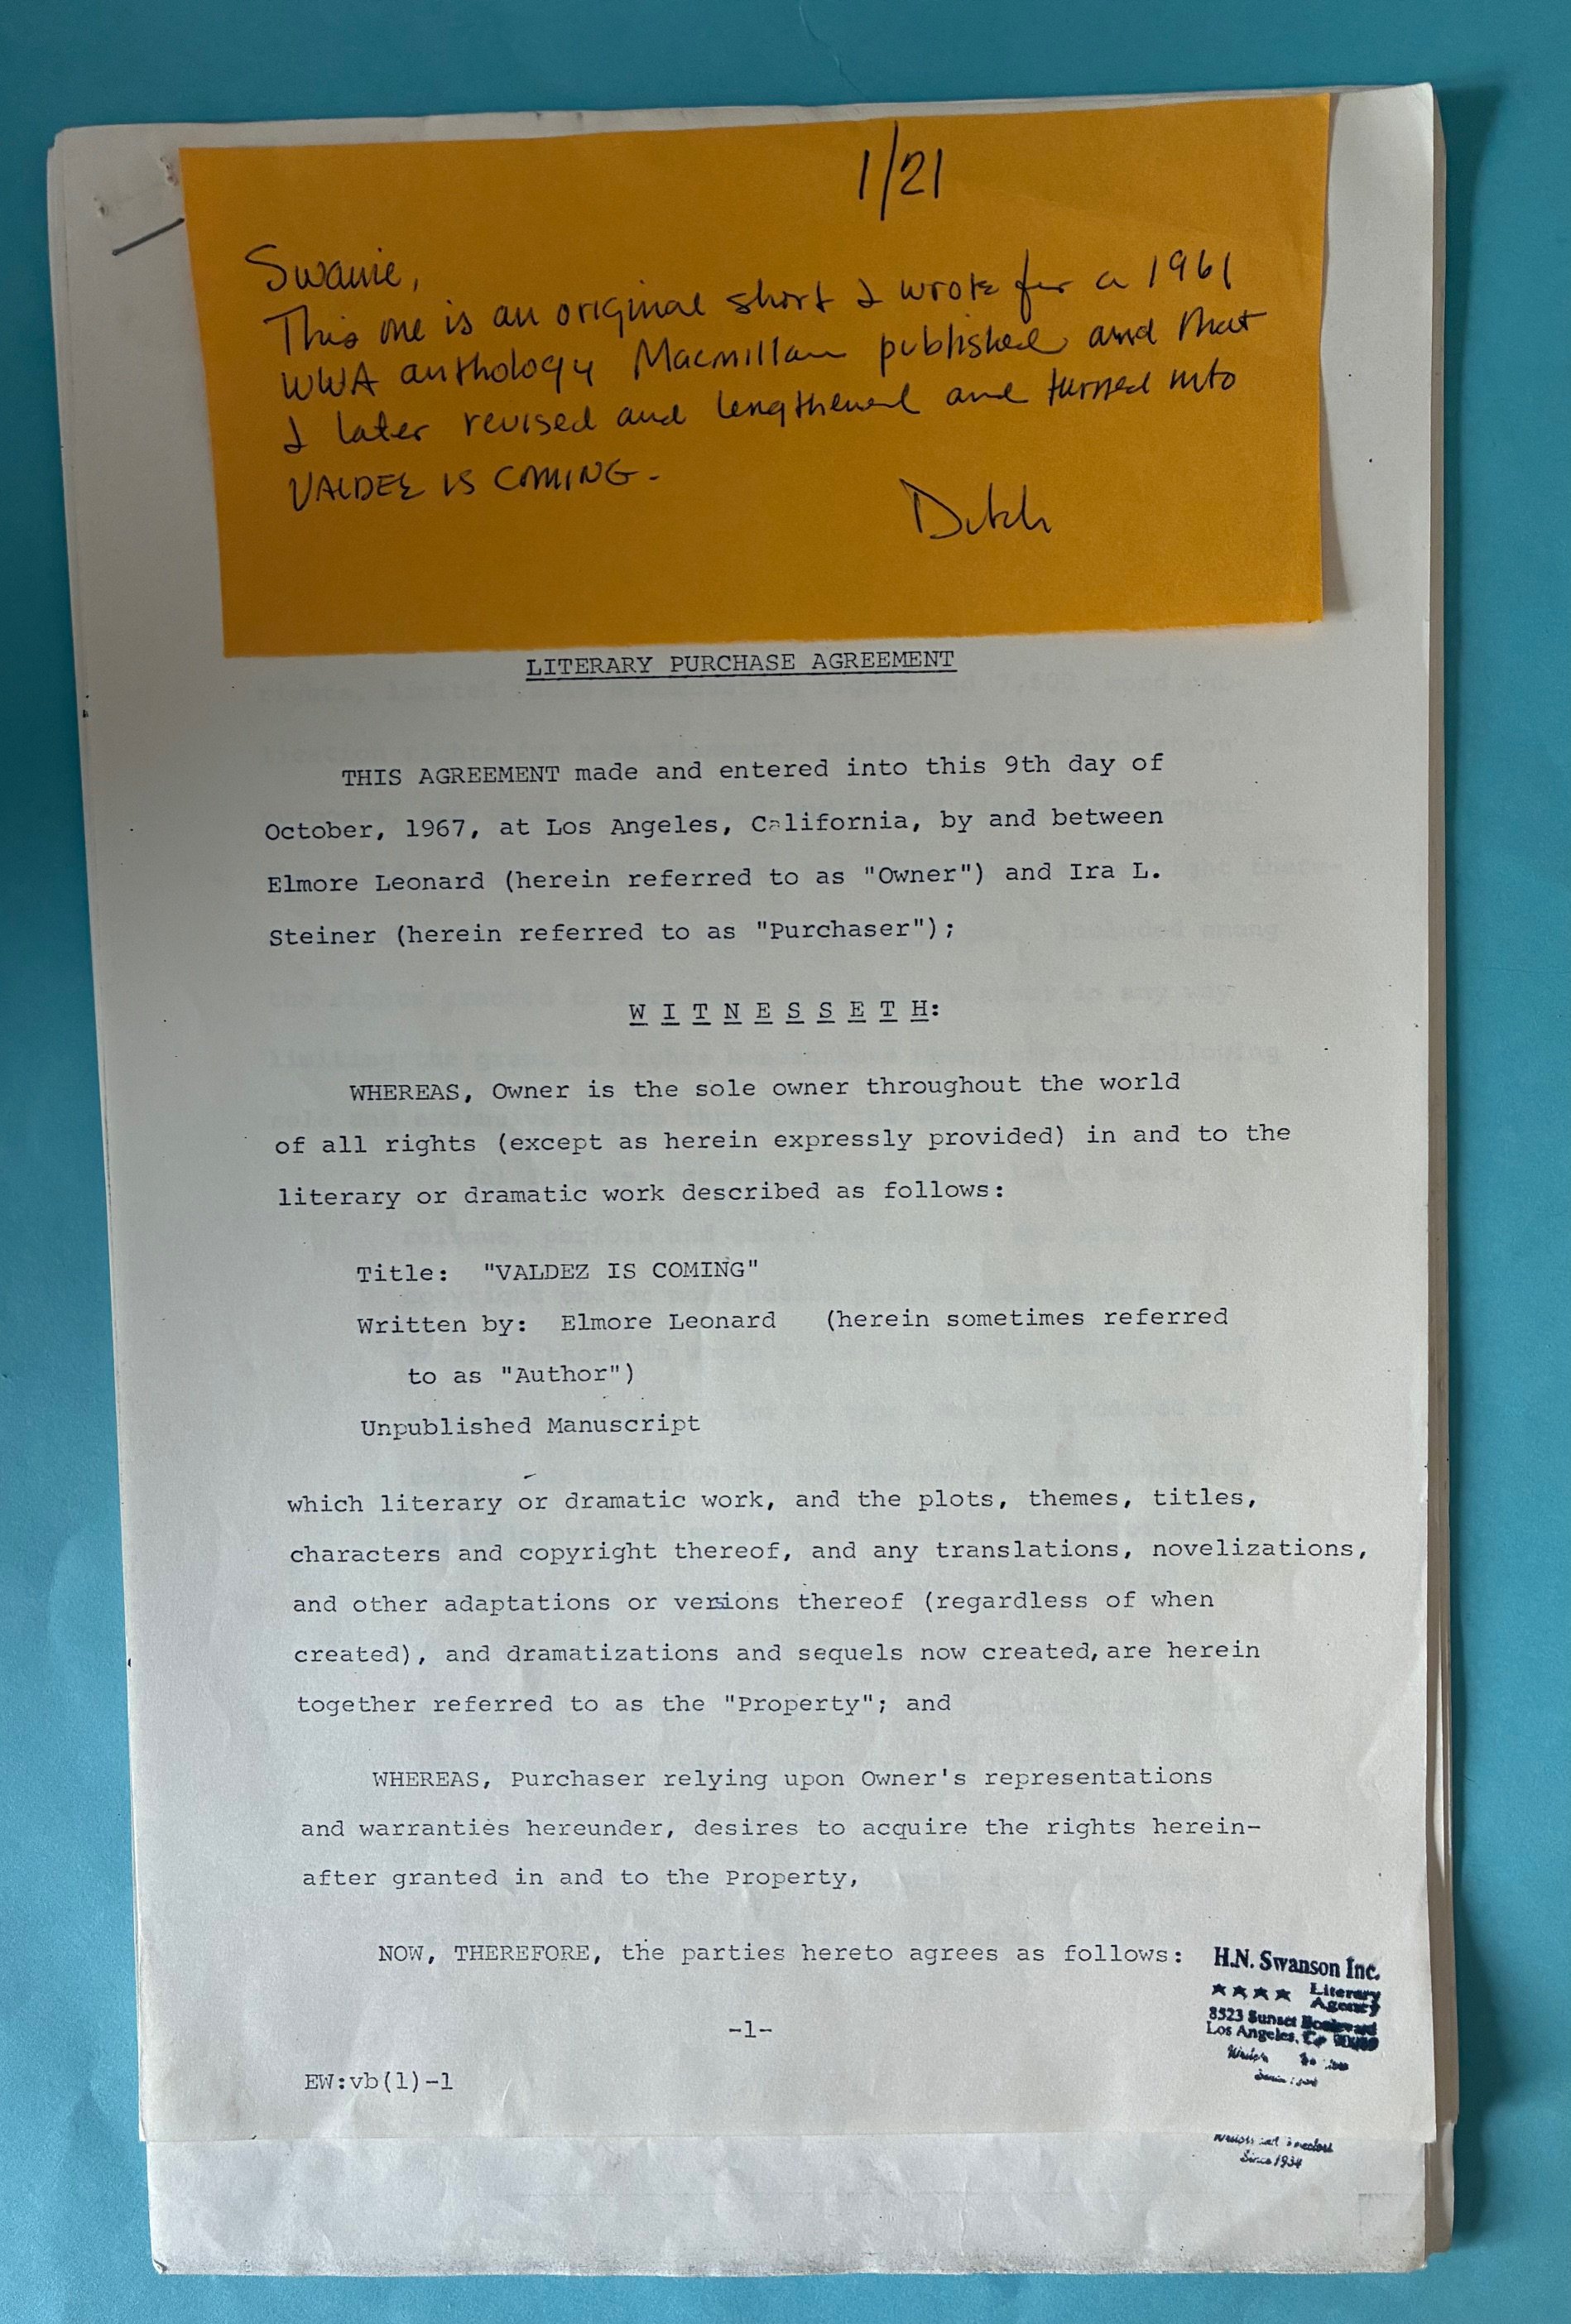 1/21
Swanie,
This one is an original short I wrote for a 1961
WWA anthology Macmillan published and that
I later revised and lengthened and turned into
VALDEZ IS COMING.
Dutch
LITERARY PURCHASE AGREEMENT
THIS AGREEMENT made and entered into this 9th day of
October, 1967, at Los Angeles, California, by and between
Elmore Leonard (herein referred to as "Owner") and Ira L.
Steiner (herein referred to as "Purchaser");
W I T N E S S E T H:
WHEREAS, Owner is the sole owner throughout the world
of all rights (except as herein expressly provided) in and to the
literary or dramatic work described as follows:
Title: "VALDEZ IS COMING"
Written by: Elmore Leonard (herein sometimes referred
to as "Author")
Unpublished Manuscript
which literary or dramatic work, and the plots, themes, titles,
characters and copyright thereof, and any translations, novelizations,
and other adaptations or versions thereof (regardless of when
created), and dramatizations and sequels now created, are herein
together referred to as the "Property"; and
WHEREAS, Purchaser relying upon Owner's representations
and warranties hereunder, desires to acquire the rights herein-
after granted in and to the Property,
NOW, THEREFORE, the parties hereto agrees as follows:
H.N. Swanson Inc.
★★★★ Literary
Agency
8523 Sunset Boulevard
Los Angeles, Ca
-1-
EW:vb(1)-1
Since 1934